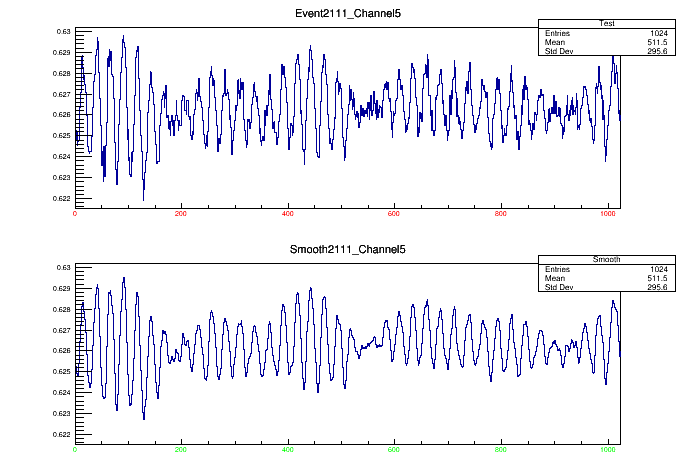 Event2111_Channel5
Test
Entries 1024
Mean 511.5
Std Dev 295.6
0.63
0.629
0.628
0.627
0.626
0.625
0.624
0.623
0.622
0 200 400 600 800 1000
Smooth2111_Channel5
Smooth
Entries 1024
Mean 511.5
Std Dev 295.6
0.63
0.629
0.628
0.627
0.626
0.625
0.624
0.623
0.622
0 200 400 600 800 1000